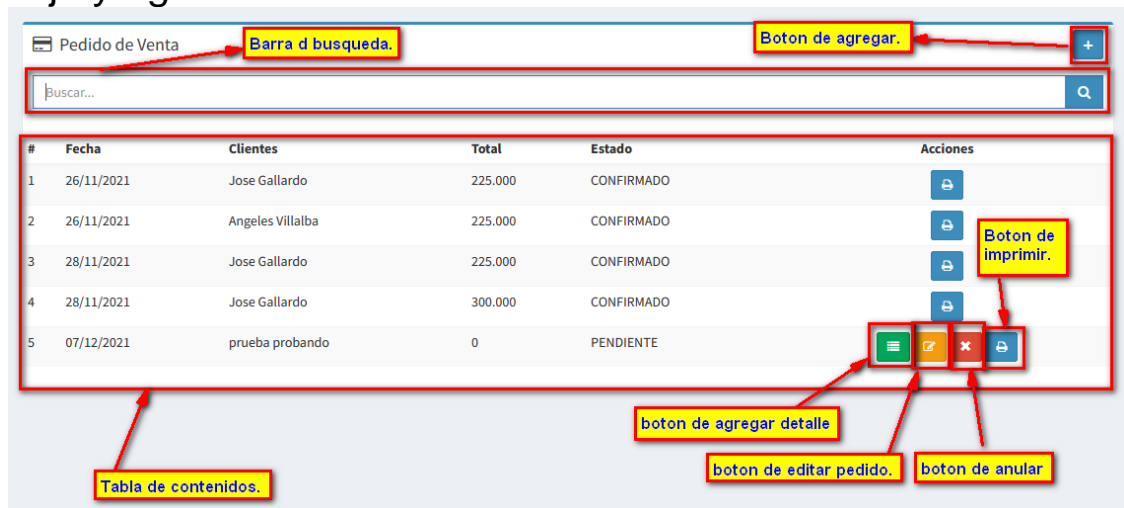 Pedido de Venta
Barra d busqueda.
Boton de agregar.
+
Buscar...
# Fecha Clientes Total Estado Acciones
1 26/11/2021 Jose Gallardo 225.000 CONFIRMADO
2 26/11/2021 Angeles Villalba 225.000 CONFIRMADO
Boton de
imprimir.
3 28/11/2021 Jose Gallardo 225.000 CONFIRMADO
4 28/11/2021 Jose Gallardo 300.000 CONFIRMADO
5 07/12/2021 prueba probando 0 PENDIENTE
boton de agregar detalle
boton de editar pedido.
boton de anular
Tabla de contenidos.